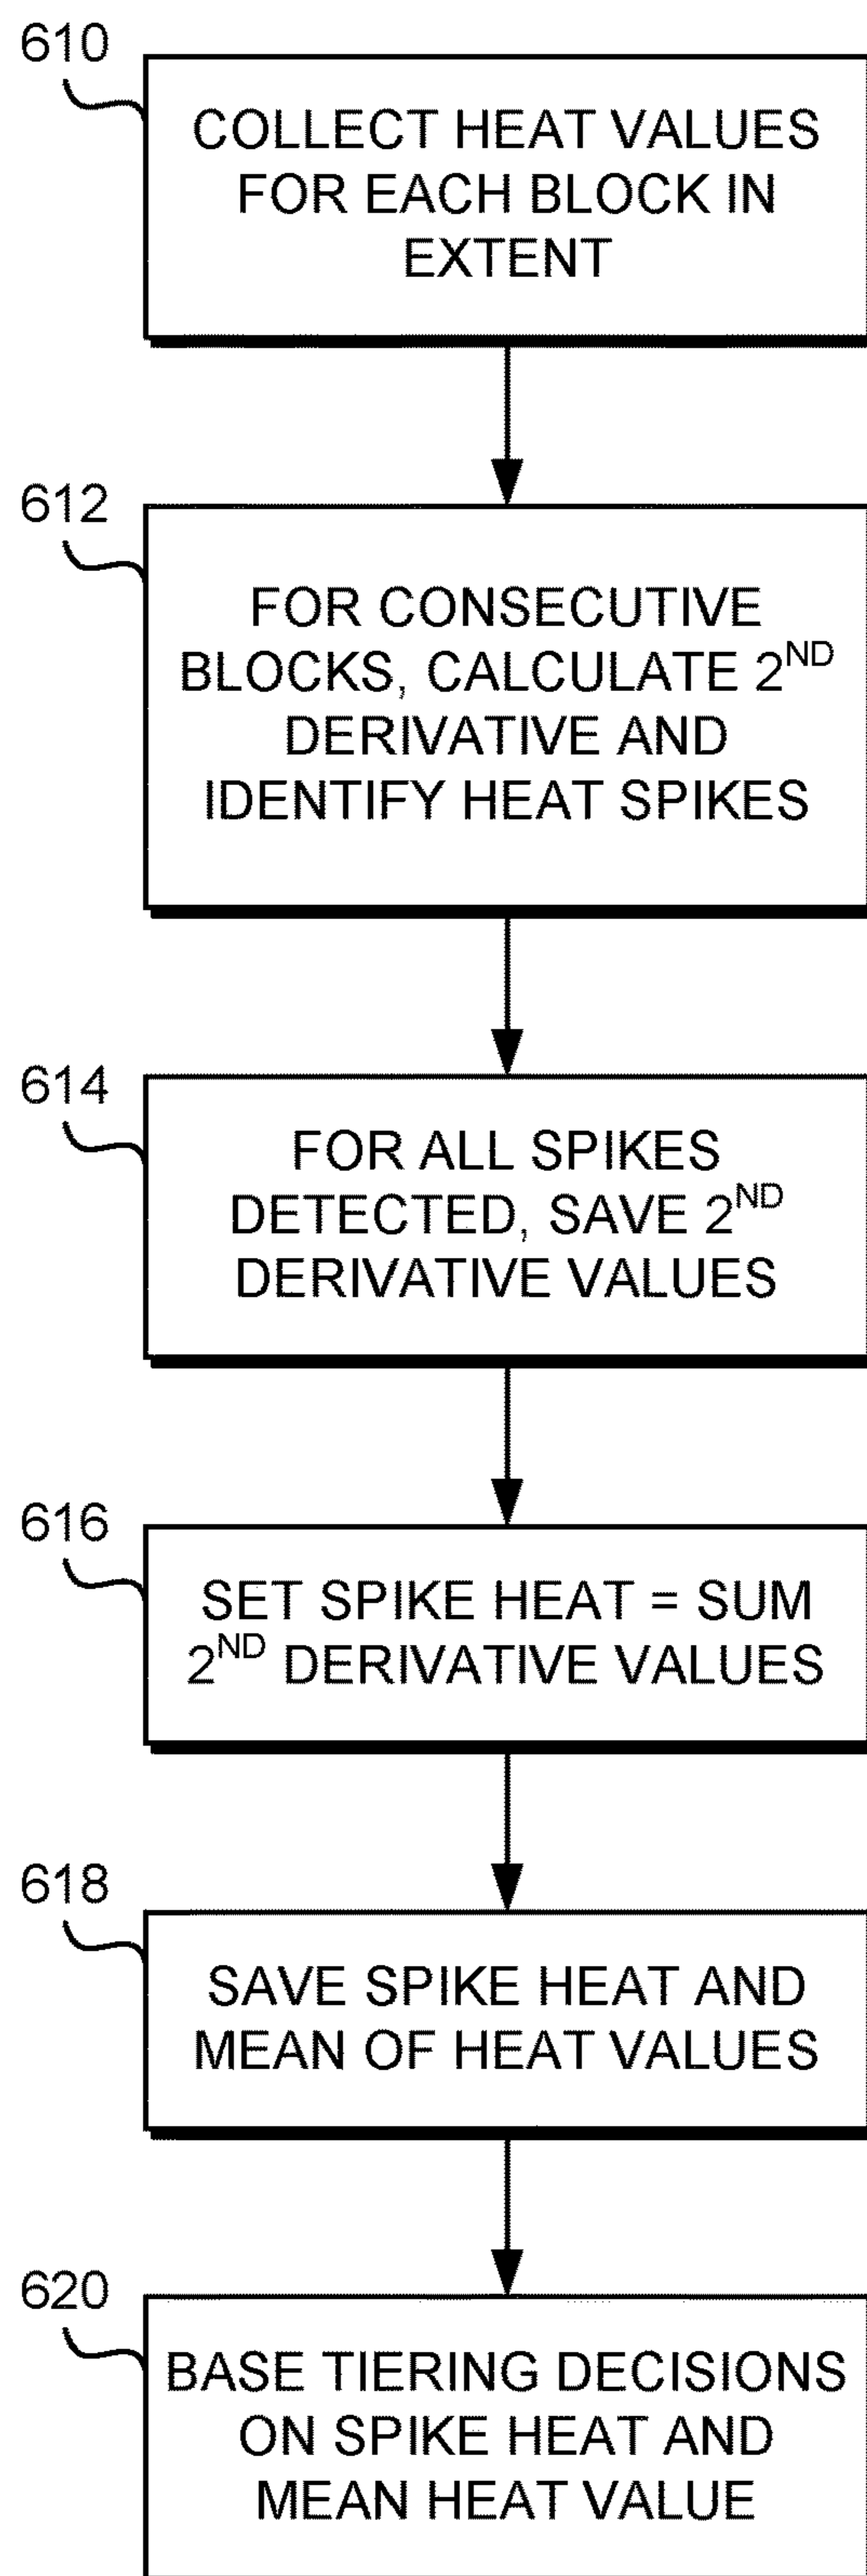 610
COLLECT HEAT VALUES
FOR EACH BLOCK IN
EXTENT
612
FOR CONSECUTIVE
BLOCKS, CALCULATE 2ND
DERIVATIVE AND
IDENTIFY HEAT SPIKES
614
FOR ALL SPIKES
DETECTED, SAVE 2ND
DERIVATIVE VALUES
616
SET SPIKE HEAT = SUM
2ND DERIVATIVE VALUES
618
SAVE SPIKE HEAT AND
MEAN OF HEAT VALUES
620
BASE TIERING DECISIONS
ON SPIKE HEAT AND
MEAN HEAT VALUE